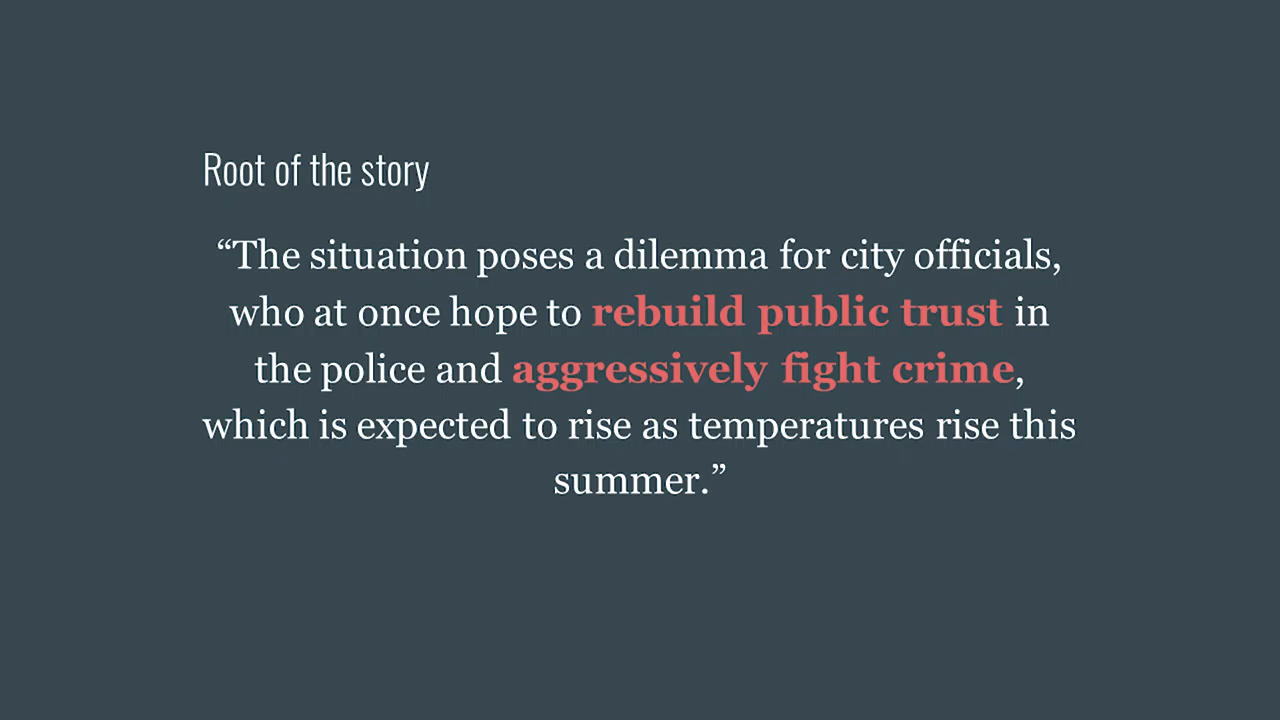 Root of the story
“The situation poses a dilemma for city officials,
who at once hope to rebuild public trust in
the police and aggressively fight crime,
which is expected to rise as temperatures rise this
summer.”